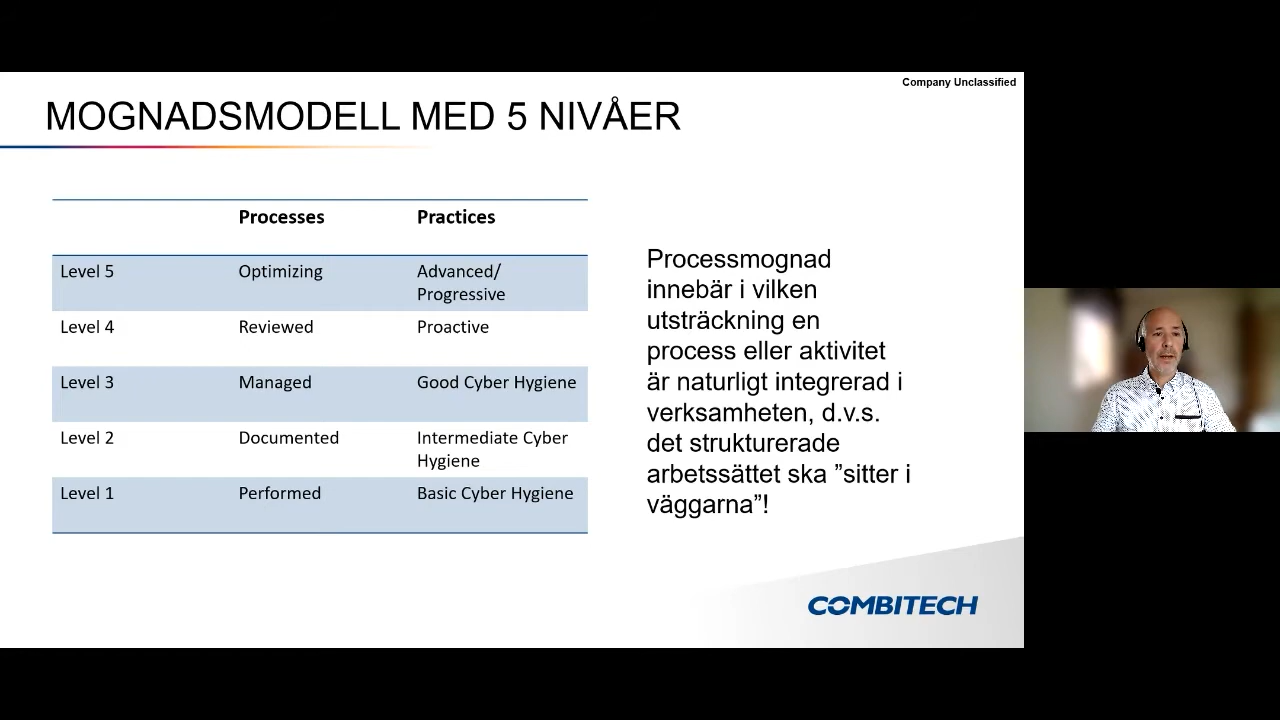 Company Unclassified
MOGNADSMODELL MED 5 NIVÅER
Processes Practices
Level 5 Optimizing Advanced/
Progressive
Level 4 Reviewed Proactive
Level 3 Managed Good Cyber Hygiene
Level 2 Documented Intermediate Cyber
Hygiene
Level 1 Performed Basic Cyber Hygiene
Processmognad
innebär i vilken
utsträckning en
process eller aktivitet
är naturligt integrerad i
verksamheten, d.v.s.
det strukturerade
arbetssättet ska ”sitter i
väggarna”!
COMBITECH